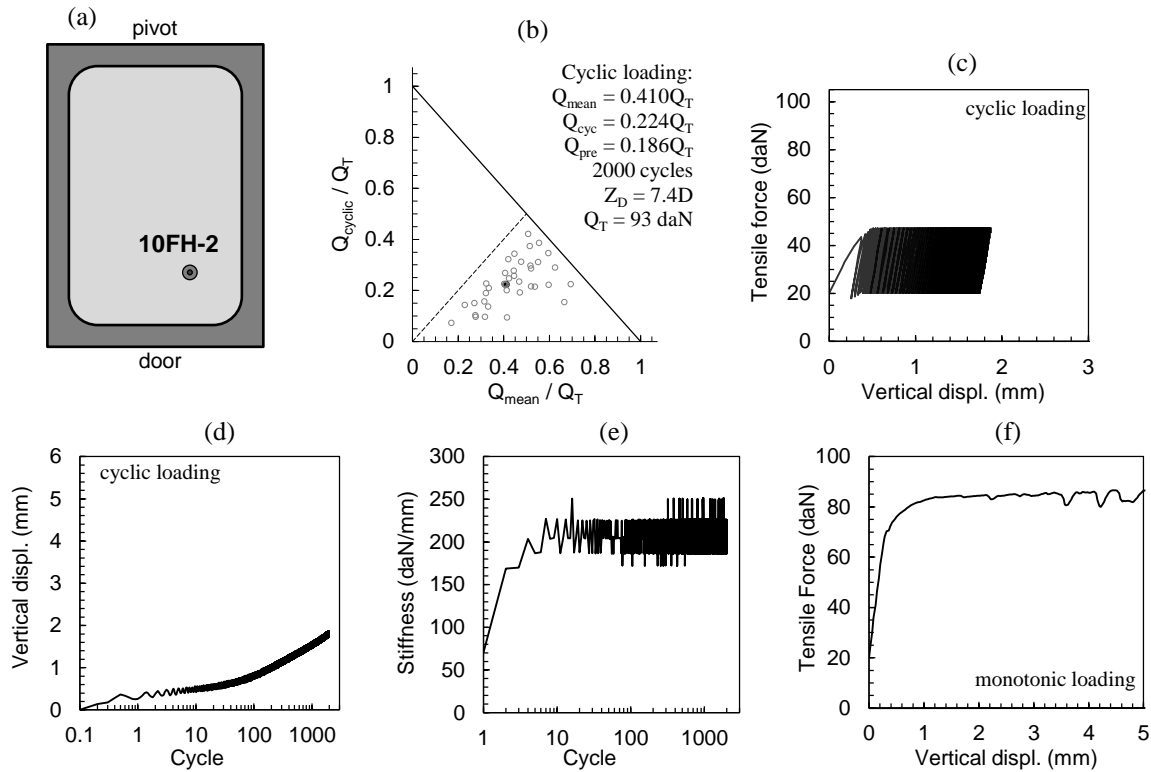 (a)
pivot
10FH-2
door
(b)
Cyclic loading:
Q_mean = 0.410Q_T
Q_cyc = 0.224Q_T
Q_pre = 0.186Q_T
2000 cycles
Z_D = 7.4D
Q_T = 93 daN
Q_cyclic / Q_T
1
0.8
0.6
0.4
0.2
0
0 0.2 0.4 0.6 0.8 1
Q_mean / Q_T
(c)
cyclic loading
Tensile force (daN)
100
80
60
40
20
0
0 1 2 3
Vertical displ. (mm)
(d)
cyclic loading
Vertical displ. (mm)
6
5
4
3
2
1
0
0.1 1 10 100 1000
Cycle
(e)
Stiffness (daN/mm)
300
250
200
150
100
50
0
1 10 100 1000
Cycle
(f)
Tensile Force (daN)
100
80
60
40
20
0
monotonic loading
0 1 2 3 4 5
Vertical displ. (mm)